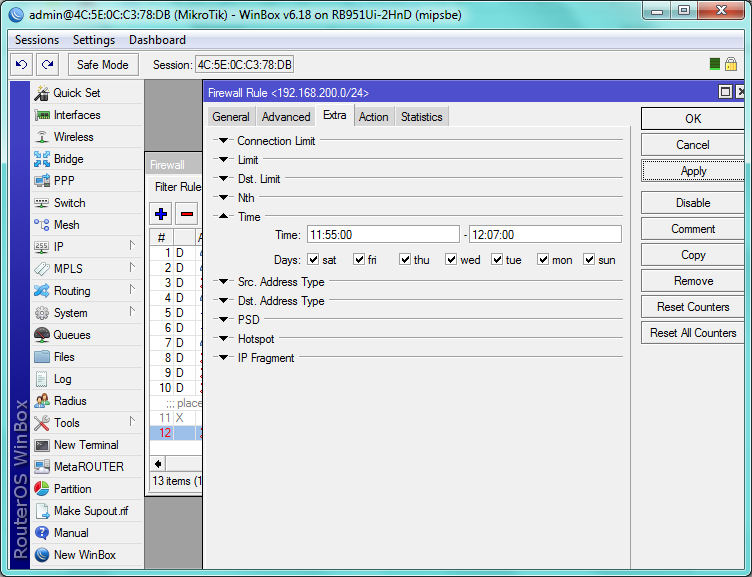 admin@4C:5E:0C:C3:78:DB (MikroTik) - WinBox v6.18 on RB951Ui-2HnD (mipsbe)
Sessions Settings Dashboard
Safe Mode Session: 4C:5E:0C:C3:78:DB
RouterOS WinBox
Quick Set
Interfaces
Wireless
Bridge
PPP
Switch
Mesh
IP
MPLS
Routing
System
Queues
Files
Log
Radius
Tools
New Terminal
MetaROUTER
Partition
Make Supout.rif
Manual
New WinBox
Firewall
Filter Rule
#
1 D
2 D
3 D
4 D
5 D
6 D
7 D
8 D
9 D
10 D
;;; place
11 X
12
13 items (1
Firewall Rule <192.168.200.0/24>
General Advanced Extra Action Statistics
Connection Limit
Limit
Dst. Limit
Nth
Time
Time: 11:55:00 - 12:07:00
Days: sat fri thu wed tue mon sun
Src. Address Type
Dst. Address Type
PSD
Hotspot
IP Fragment
OK
Cancel
Apply
Disable
Comment
Copy
Remove
Reset Counters
Reset All Counters